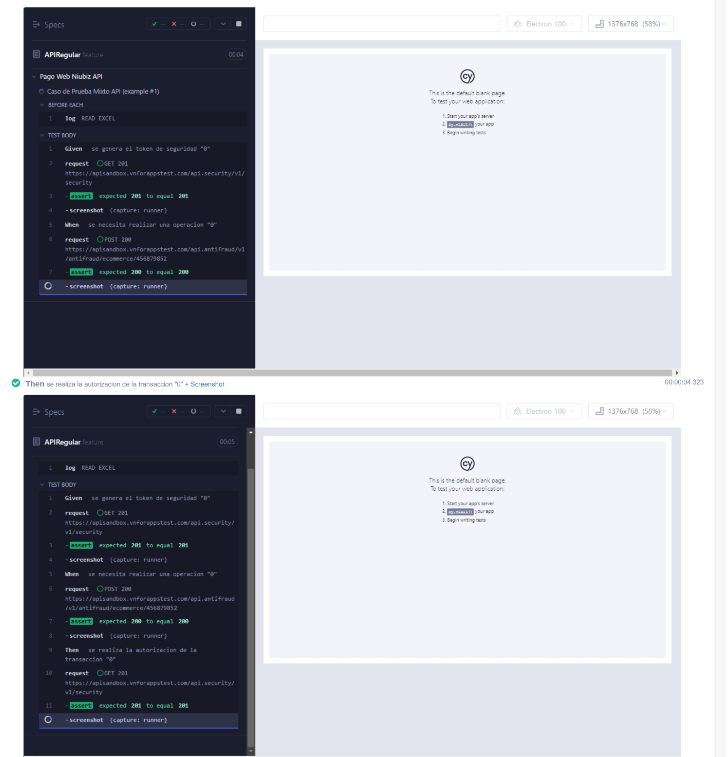 Specs
✓ -- ✕ -- --
Electron 100
1376x768 (58%)
APIRegular feature
00:04
Pago Web Niubiz API
Caso de Prueba Mixto API (example #1)
BEFORE EACH
1 log READ EXCEL
TEST BODY
1 Given se genera el token de seguridad "0"
2 request GET 201
https://apisandbox.vnforappstest.com/api.security/v1/
security
3 -assert expected 201 to equal 201
4 -screenshot {capture: runner}
5 When se necesita realizar una operacion "0"
6 request POST 200
https://apisandbox.vnforappstest.com/api.antifraud/v1
/antifraud/ecommerce/456879852
7 -assert expected 200 to equal 200
-screenshot {capture: runner}
cy
This is the default blank page.
To test your web application:
1. Start your app's server
2. cy.visit() your app
3. Begin writing tests
Then se realiza la autorizacion de la transaccion "0" + Screenshot
00:00:04.323
Specs
✓ -- ✕ -- --
Electron 100
1376x768 (58%)
APIRegular feature
00:05
1 log READ EXCEL
TEST BODY
1 Given se genera el token de seguridad "0"
2 request GET 201
https://apisandbox.vnforappstest.com/api.security/
v1/security
3 -assert expected 201 to equal 201
4 -screenshot {capture: runner}
5 When se necesita realizar una operacion "0"
6 request POST 200
https://apisandbox.vnforappstest.com/api.antifraud
/v1/antifraud/ecommerce/456879852
7 -assert expected 200 to equal 200
8 -screenshot {capture: runner}
9 Then se realiza la autorizacion de la
transaccion "0"
10 request GET 201
https://apisandbox.vnforappstest.com/api.security/
v1/security
11 -assert expected 201 to equal 201
-screenshot {capture: runner}
cy
This is the default blank page.
To test your web application:
1. Start your app's server
2. cy.visit() your app
3. Begin writing tests